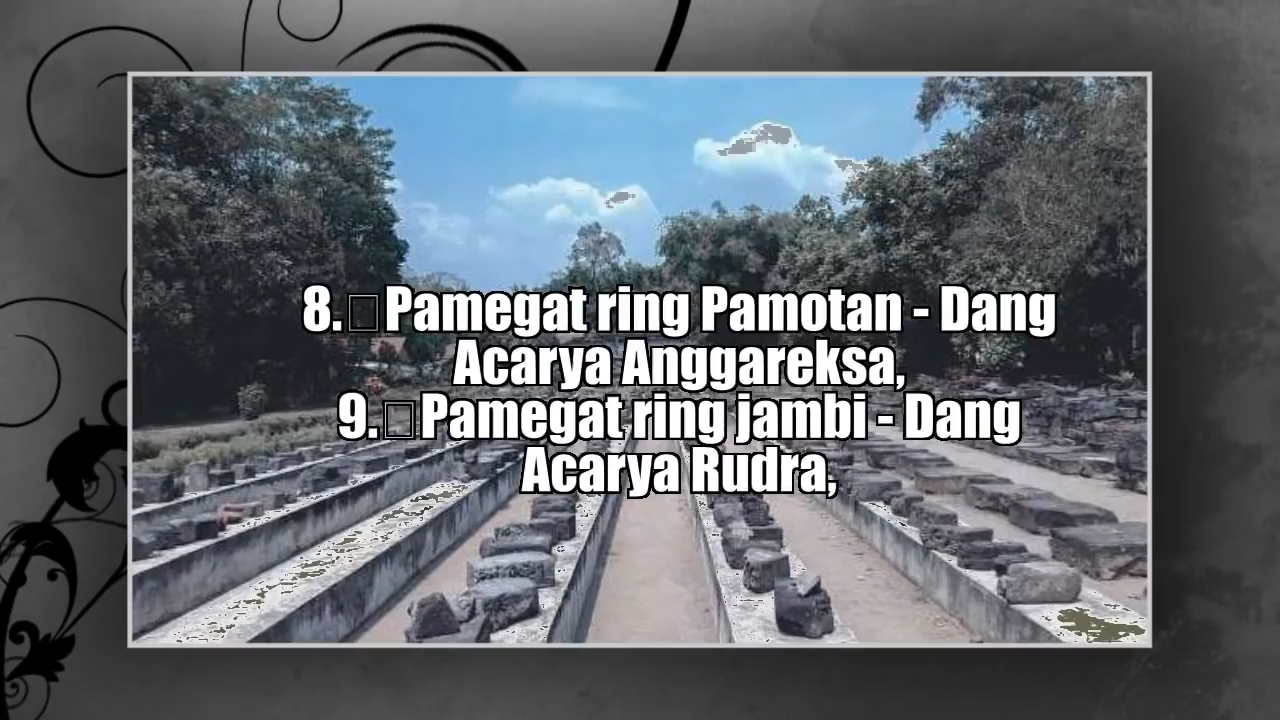 8.□Pamegat ring Pamotan - Dang
Acarya Anggareksa,
9.□Pamegat ring jambi - Dang
Acarya Rudra,